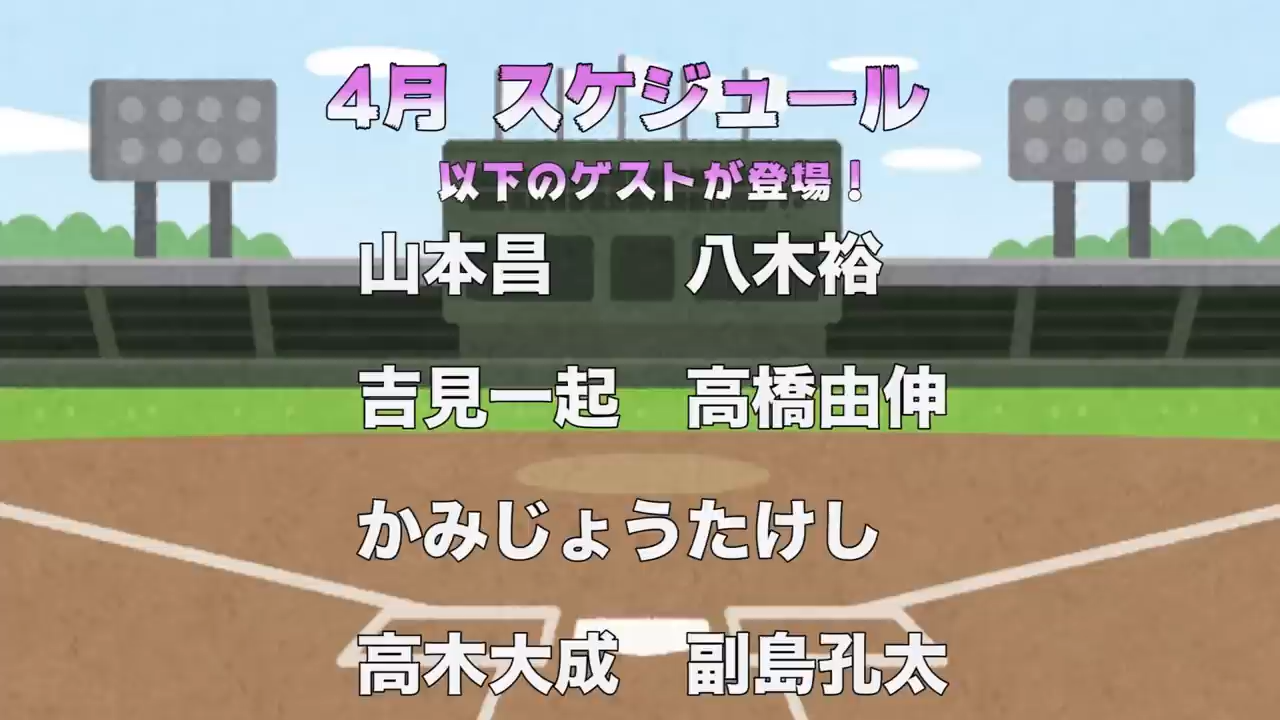 4月 スケジュール
以下のゲストが登場！
山本昌　八木裕
吉見一起　高橋由伸
かみじょうたけし
高木大成　副島孔太